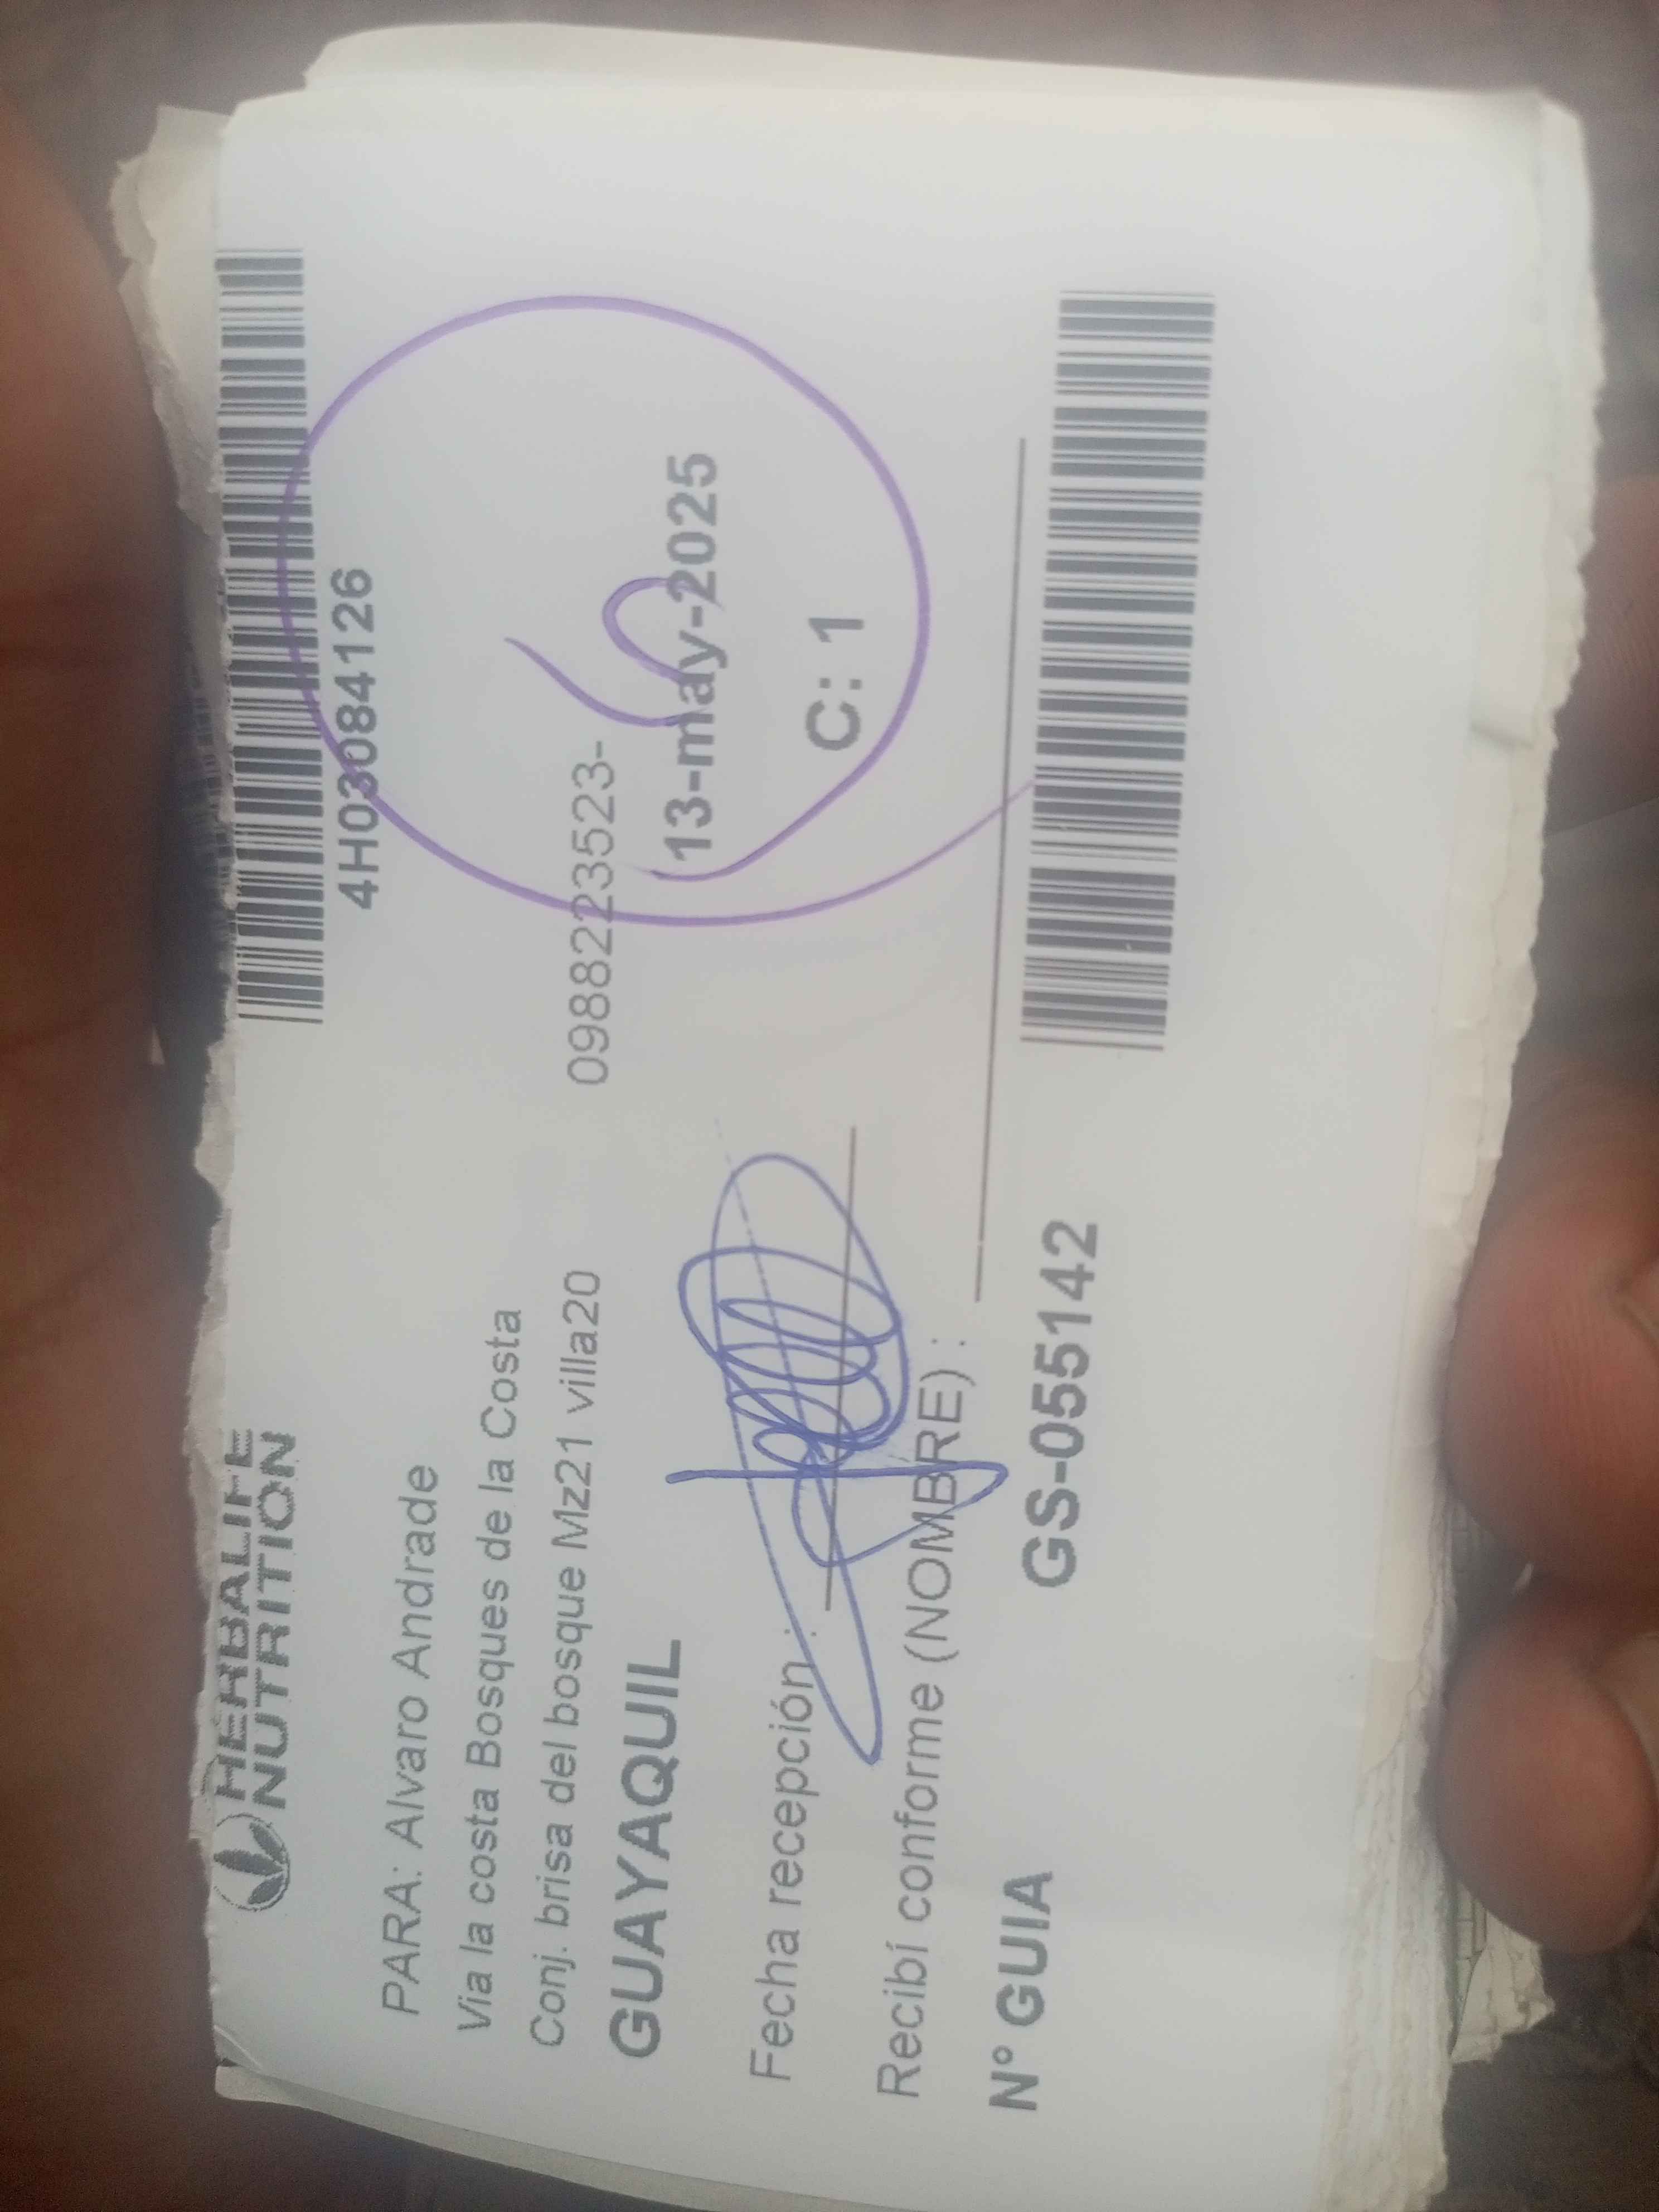 HERBALIFE
NUTRITION
4H03084126
PARA: Alvaro Andrade
Via la costa Bosques de la Costa
Conj. brisa del bosque Mz21 villa20
0988223523-
GUAYAQUIL
13-may-2025
Fecha recepción :
C: 1
Recibí conforme (NOMBRE) :
N° GUIA
GS-055142